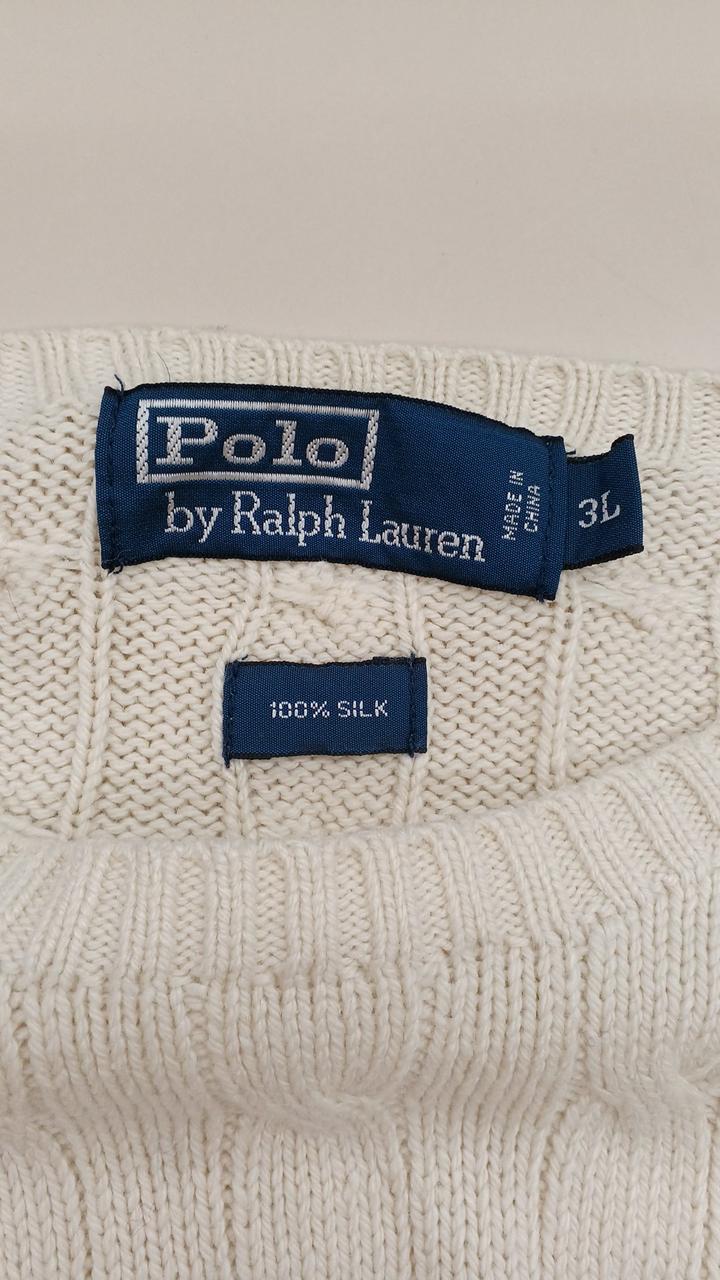 Polo
by Ralph Lauren
MADE IN
CHINA
3L
100% SILK